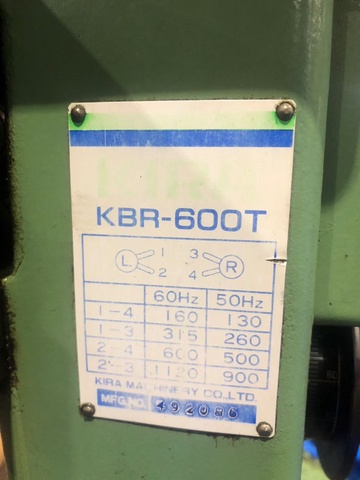 KIRA
KBR-600T
1 3
L R
2 4
60Hz 50Hz
1-4 160 130
1-3 315 260
2-4 600 500
2-3 1120 900
KIRA MACHINERY CO.,LTD.
MFG.NO. 492086